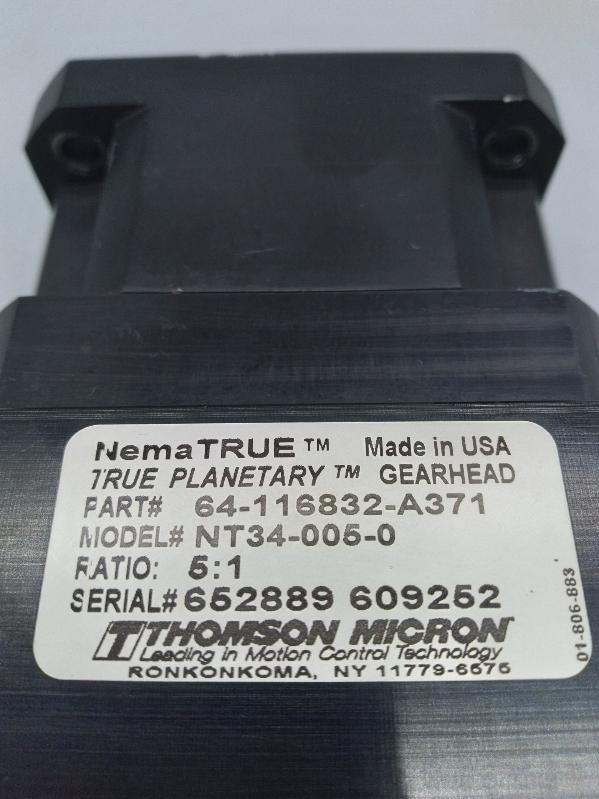 NemaTRUE™ Made in USA
TRUE PLANETARY™ GEARHEAD
PART# 64-116832-A371
MODEL# NT34-005-0
RATIO: 5:1
SERIAL# 652889 609252
THOMSON MICRON
Leading in Motion Control Technology
RONKONKOMA, NY 11779-6676
01-806-883